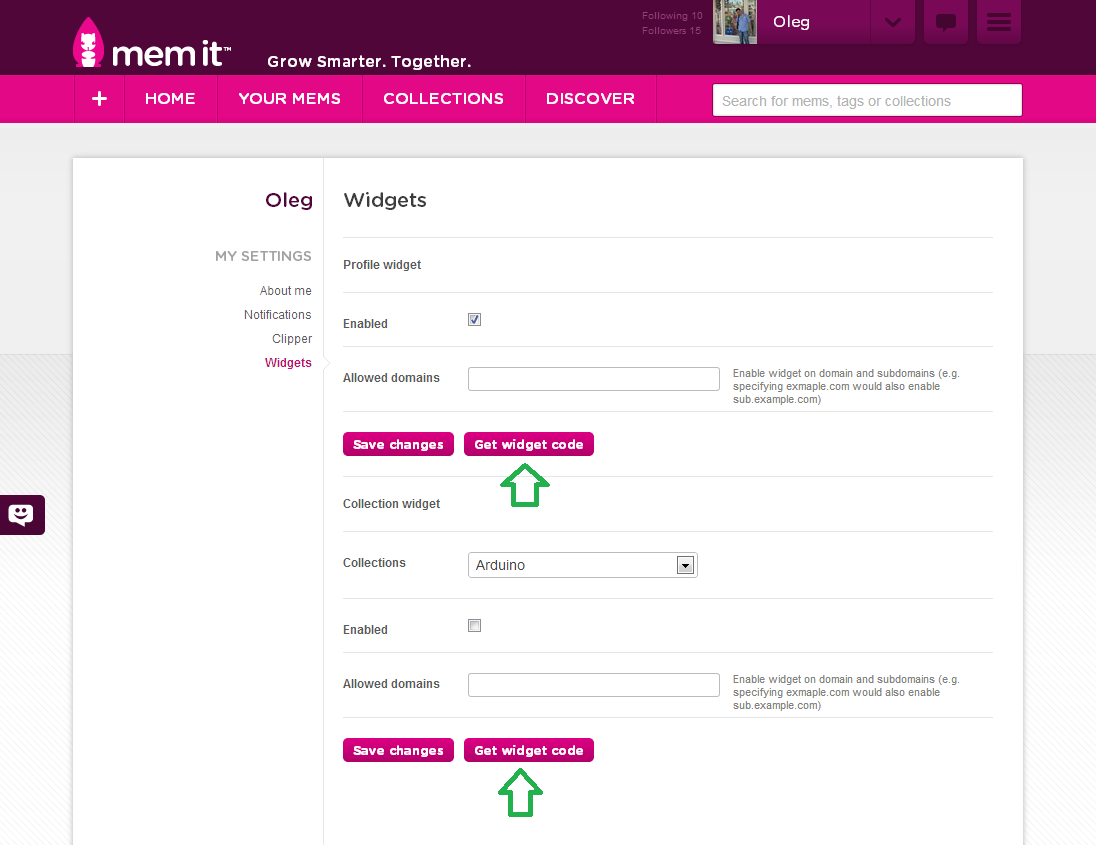 Following 10
Followers 15
Oleg
mem it™
Grow Smarter. Together.
+ HOME YOUR MEMS COLLECTIONS DISCOVER
Search for mems, tags or collections
Oleg
MY SETTINGS
About me
Notifications
Clipper
Widgets
Widgets
Profile widget
Enabled
Allowed domains
Enable widget on domain and subdomains (e.g.
specifying exmaple.com would also enable
sub.example.com)
Save changes Get widget code
Collection widget
Collections Arduino
Enabled
Allowed domains
Enable widget on domain and subdomains (e.g.
specifying exmaple.com would also enable
sub.example.com)
Save changes Get widget code